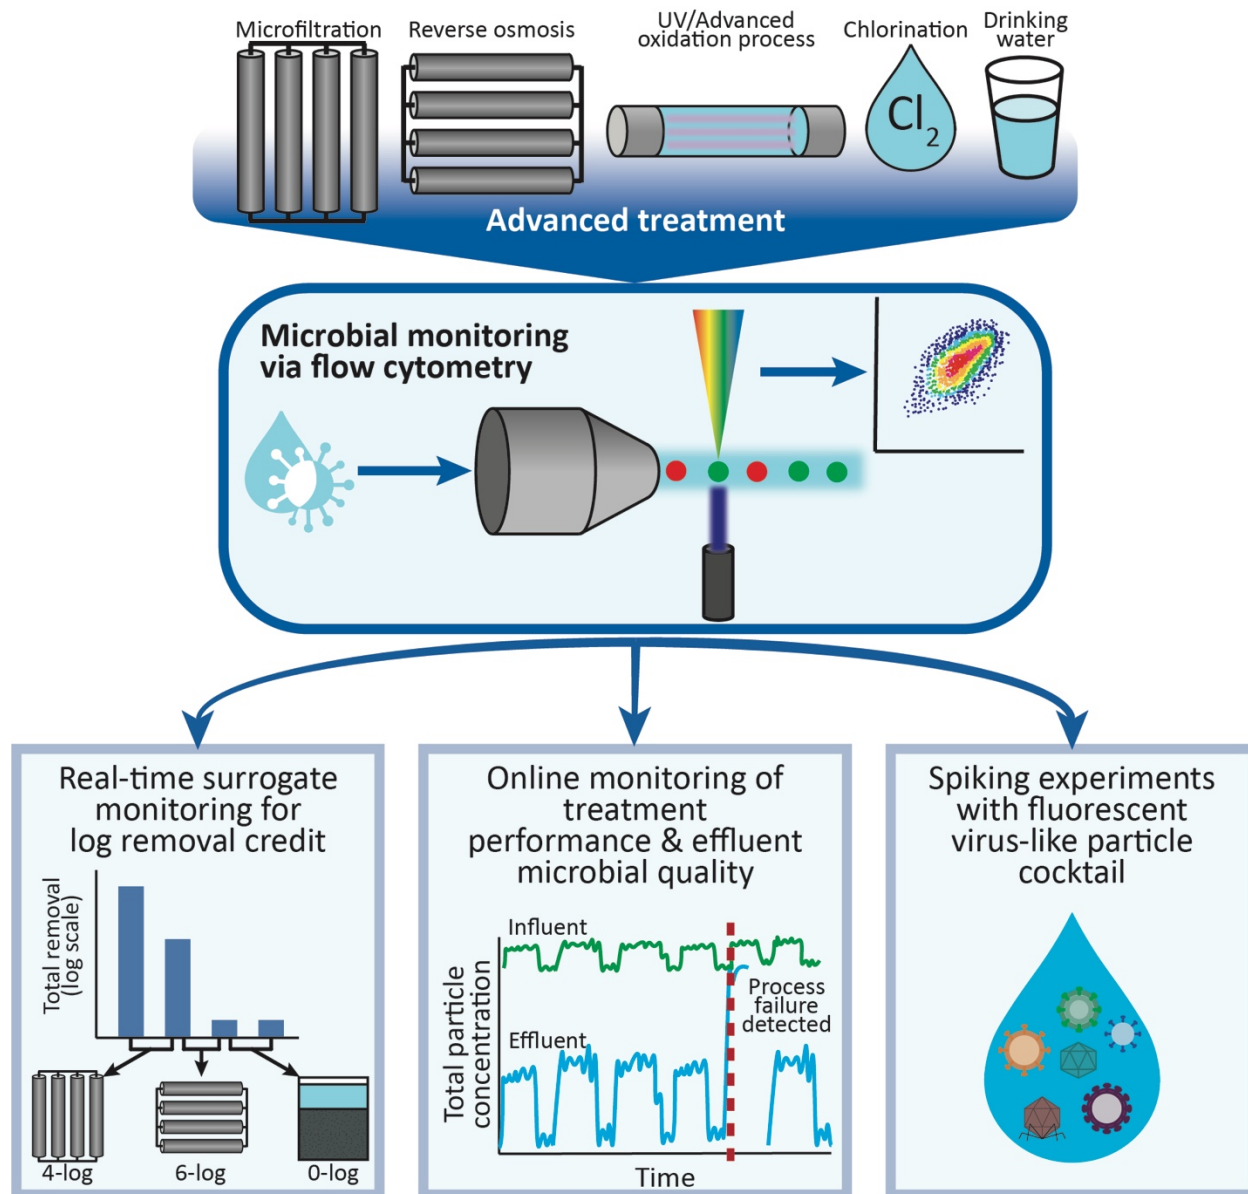 Microfiltration
Reverse osmosis
UV/Advanced
oxidation process
Chlorination
Drinking
water
Cl2
Advanced treatment
Microbial monitoring
via flow cytometry
Real-time surrogate
monitoring for
log removal credit
Total removal
(log scale)
4-log
6-log
0-log
Online monitoring of
treatment
performance & effluent
microbial quality
Influent
Process
failure
detected
Effluent
Total particle
concentration
Time
Spiking experiments
with fluorescent
virus-like particle
cocktail